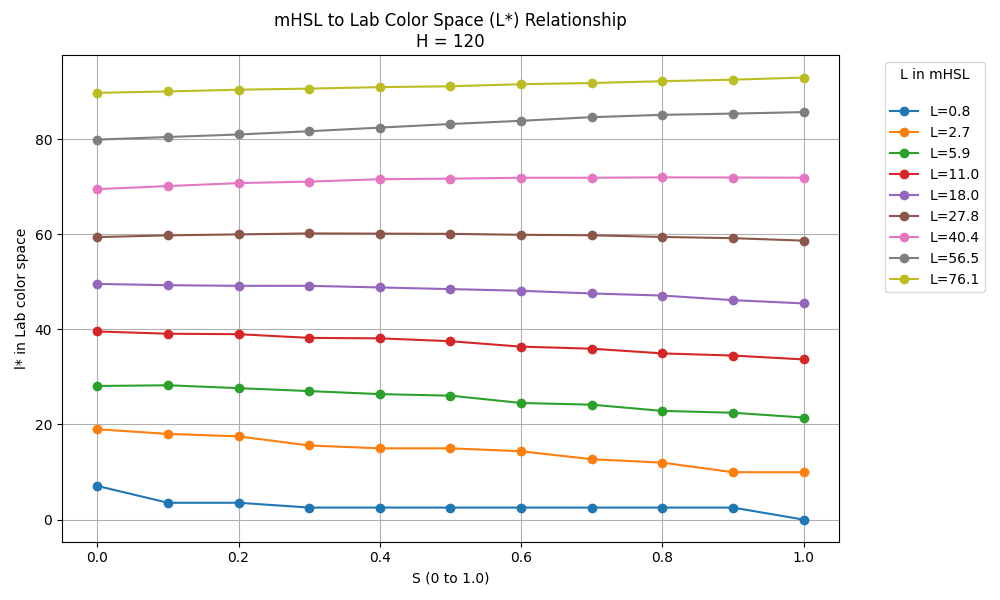 mHSL to Lab Color Space (L*) Relationship
H = 120
l* in Lab color space
80
60
40
20
0
0.0 0.2 0.4 0.6 0.8 1.0
S (0 to 1.0)
L in mHSL
L=0.8
L=2.7
L=5.9
L=11.0
L=18.0
L=27.8
L=40.4
L=56.5
L=76.1